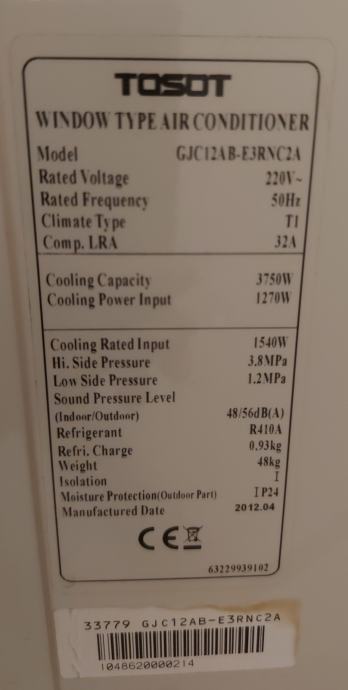 TOSOT
WINDOW TYPE AIR CONDITIONER
Model GJC12AB-E3RNC2A
Rated Voltage 220V~
Rated Frequency 50Hz
Climate Type T1
Comp. LRA 32A
Cooling Capacity 3750W
Cooling Power Input 1270W
Cooling Rated Input 1540W
Hi. Side Pressure 3.8MPa
Low Side Pressure 1.2MPa
Sound Pressure Level
(Indoor/Outdoor) 48/56dB(A)
Refrigerant R410A
Refri. Charge 0.93kg
Weight 48kg
Isolation I
Moisture Protection(Outdoor Part) IP24
Manufactured Date 2012.04
CE
63229939102
33779 GJC12AB-E3RNC2A
1048620000214